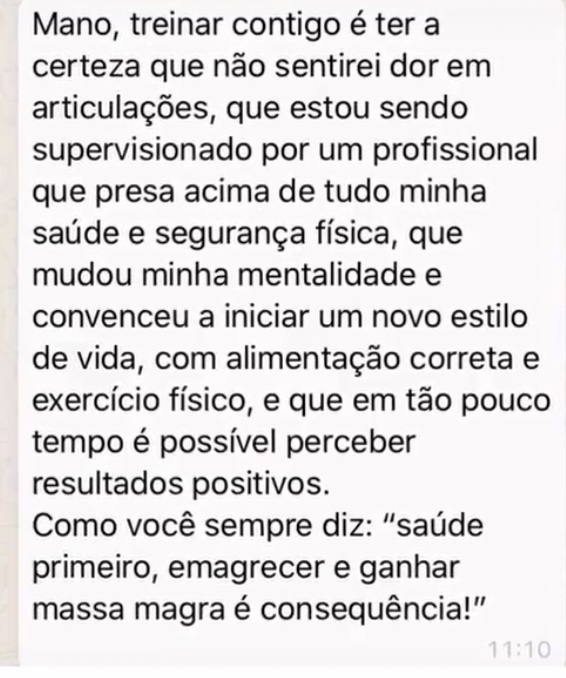 Mano, treinar contigo é ter a
certeza que não sentirei dor em
articulações, que estou sendo
supervisionado por um profissional
que presa acima de tudo minha
saúde e segurança física, que
mudou minha mentalidade e
convenceu a iniciar um novo estilo
de vida, com alimentação correta e
exercício físico, e que em tão pouco
tempo é possível perceber
resultados positivos.
Como você sempre diz: “saúde
primeiro, emagrecer e ganhar
massa magra é consequência!”
11:10